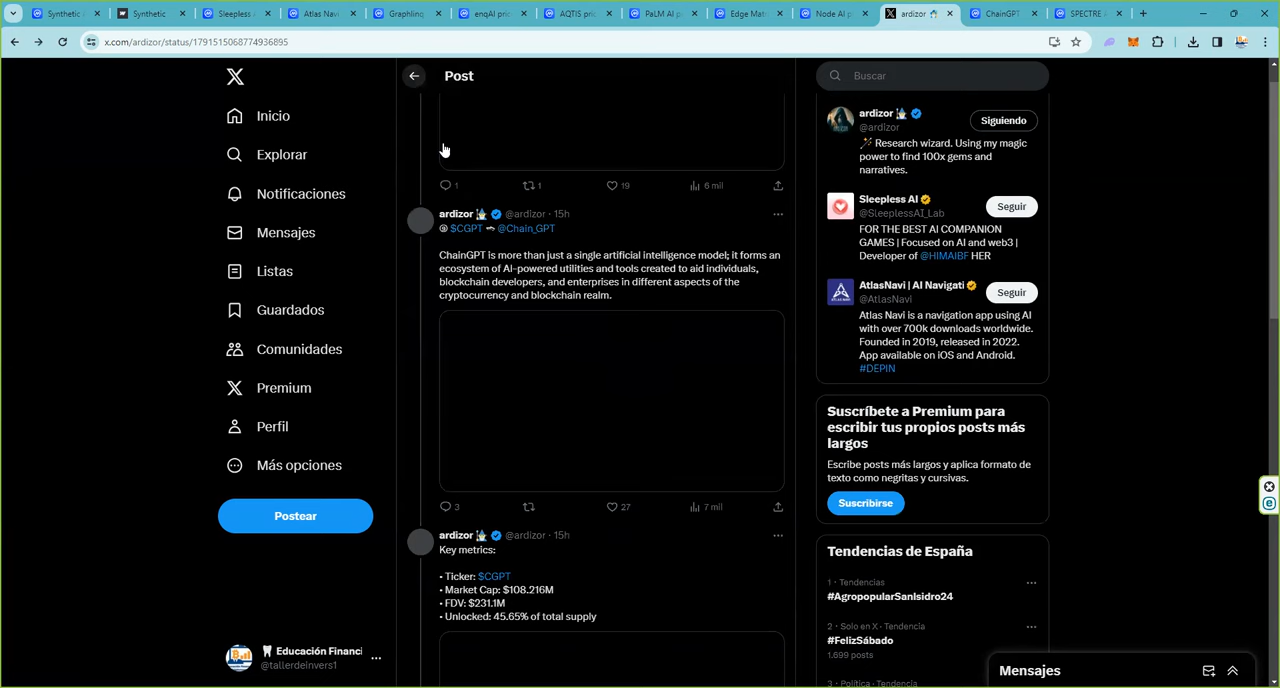 Synthetic
Synthetic
Sleepless
Atlas Nav
Graphlinq
enqAI pric
AQTIS pric
PaLM AI p
Edge Mat
Node AI p
ardizor
ChainGPT
SPECTRE
x.com/ardizor/status/1791515068774936895
Inicio
Explorar
Notificaciones
Mensajes
Listas
Guardados
Comunidades
Premium
Perfil
Más opciones
Postear
Educación Financi
@tallerdeinvers1
Post
1
1
19
6 mil
ardizor @ardizor · 15h
$CGPT @Chain_GPT
ChainGPT is more than just a single artificial intelligence model; it forms an
ecosystem of AI-powered utilities and tools created to aid individuals,
blockchain developers, and enterprises in different aspects of the
cryptocurrency and blockchain realm.
3
27
7 mil
ardizor @ardizor · 15h
Key metrics:
• Ticker: $CGPT
• Market Cap: $108.216M
• FDV: $231.1M
• Unlocked: 45.65% of total supply
Buscar
ardizor
@ardizor
Siguiendo
Research wizard. Using my magic
power to find 100x gems and
narratives.
Sleepless AI
@SleeplessAI_Lab
Seguir
FOR THE BEST AI COMPANION
GAMES | Focused on AI and web3 |
Developer of @HIMAIBF HER
AtlasNavi | AI Navigati
@AtlasNavi
Seguir
Atlas Navi is a navigation app using AI
with over 700k downloads worldwide.
Founded in 2019, released in 2022.
App available on iOS and Android.
#DEPIN
Suscríbete a Premium para
escribir tus propios posts más
largos
Escribe posts más largos y aplica formato de
texto como negritas y cursivas.
Suscribirse
Tendencias de España
1 · Tendencias
#AgropopularSanIsidro24
2 · Solo en X · Tendencia
#FelizSábado
1.699 posts
3 · Política · Tendencia
Mensajes